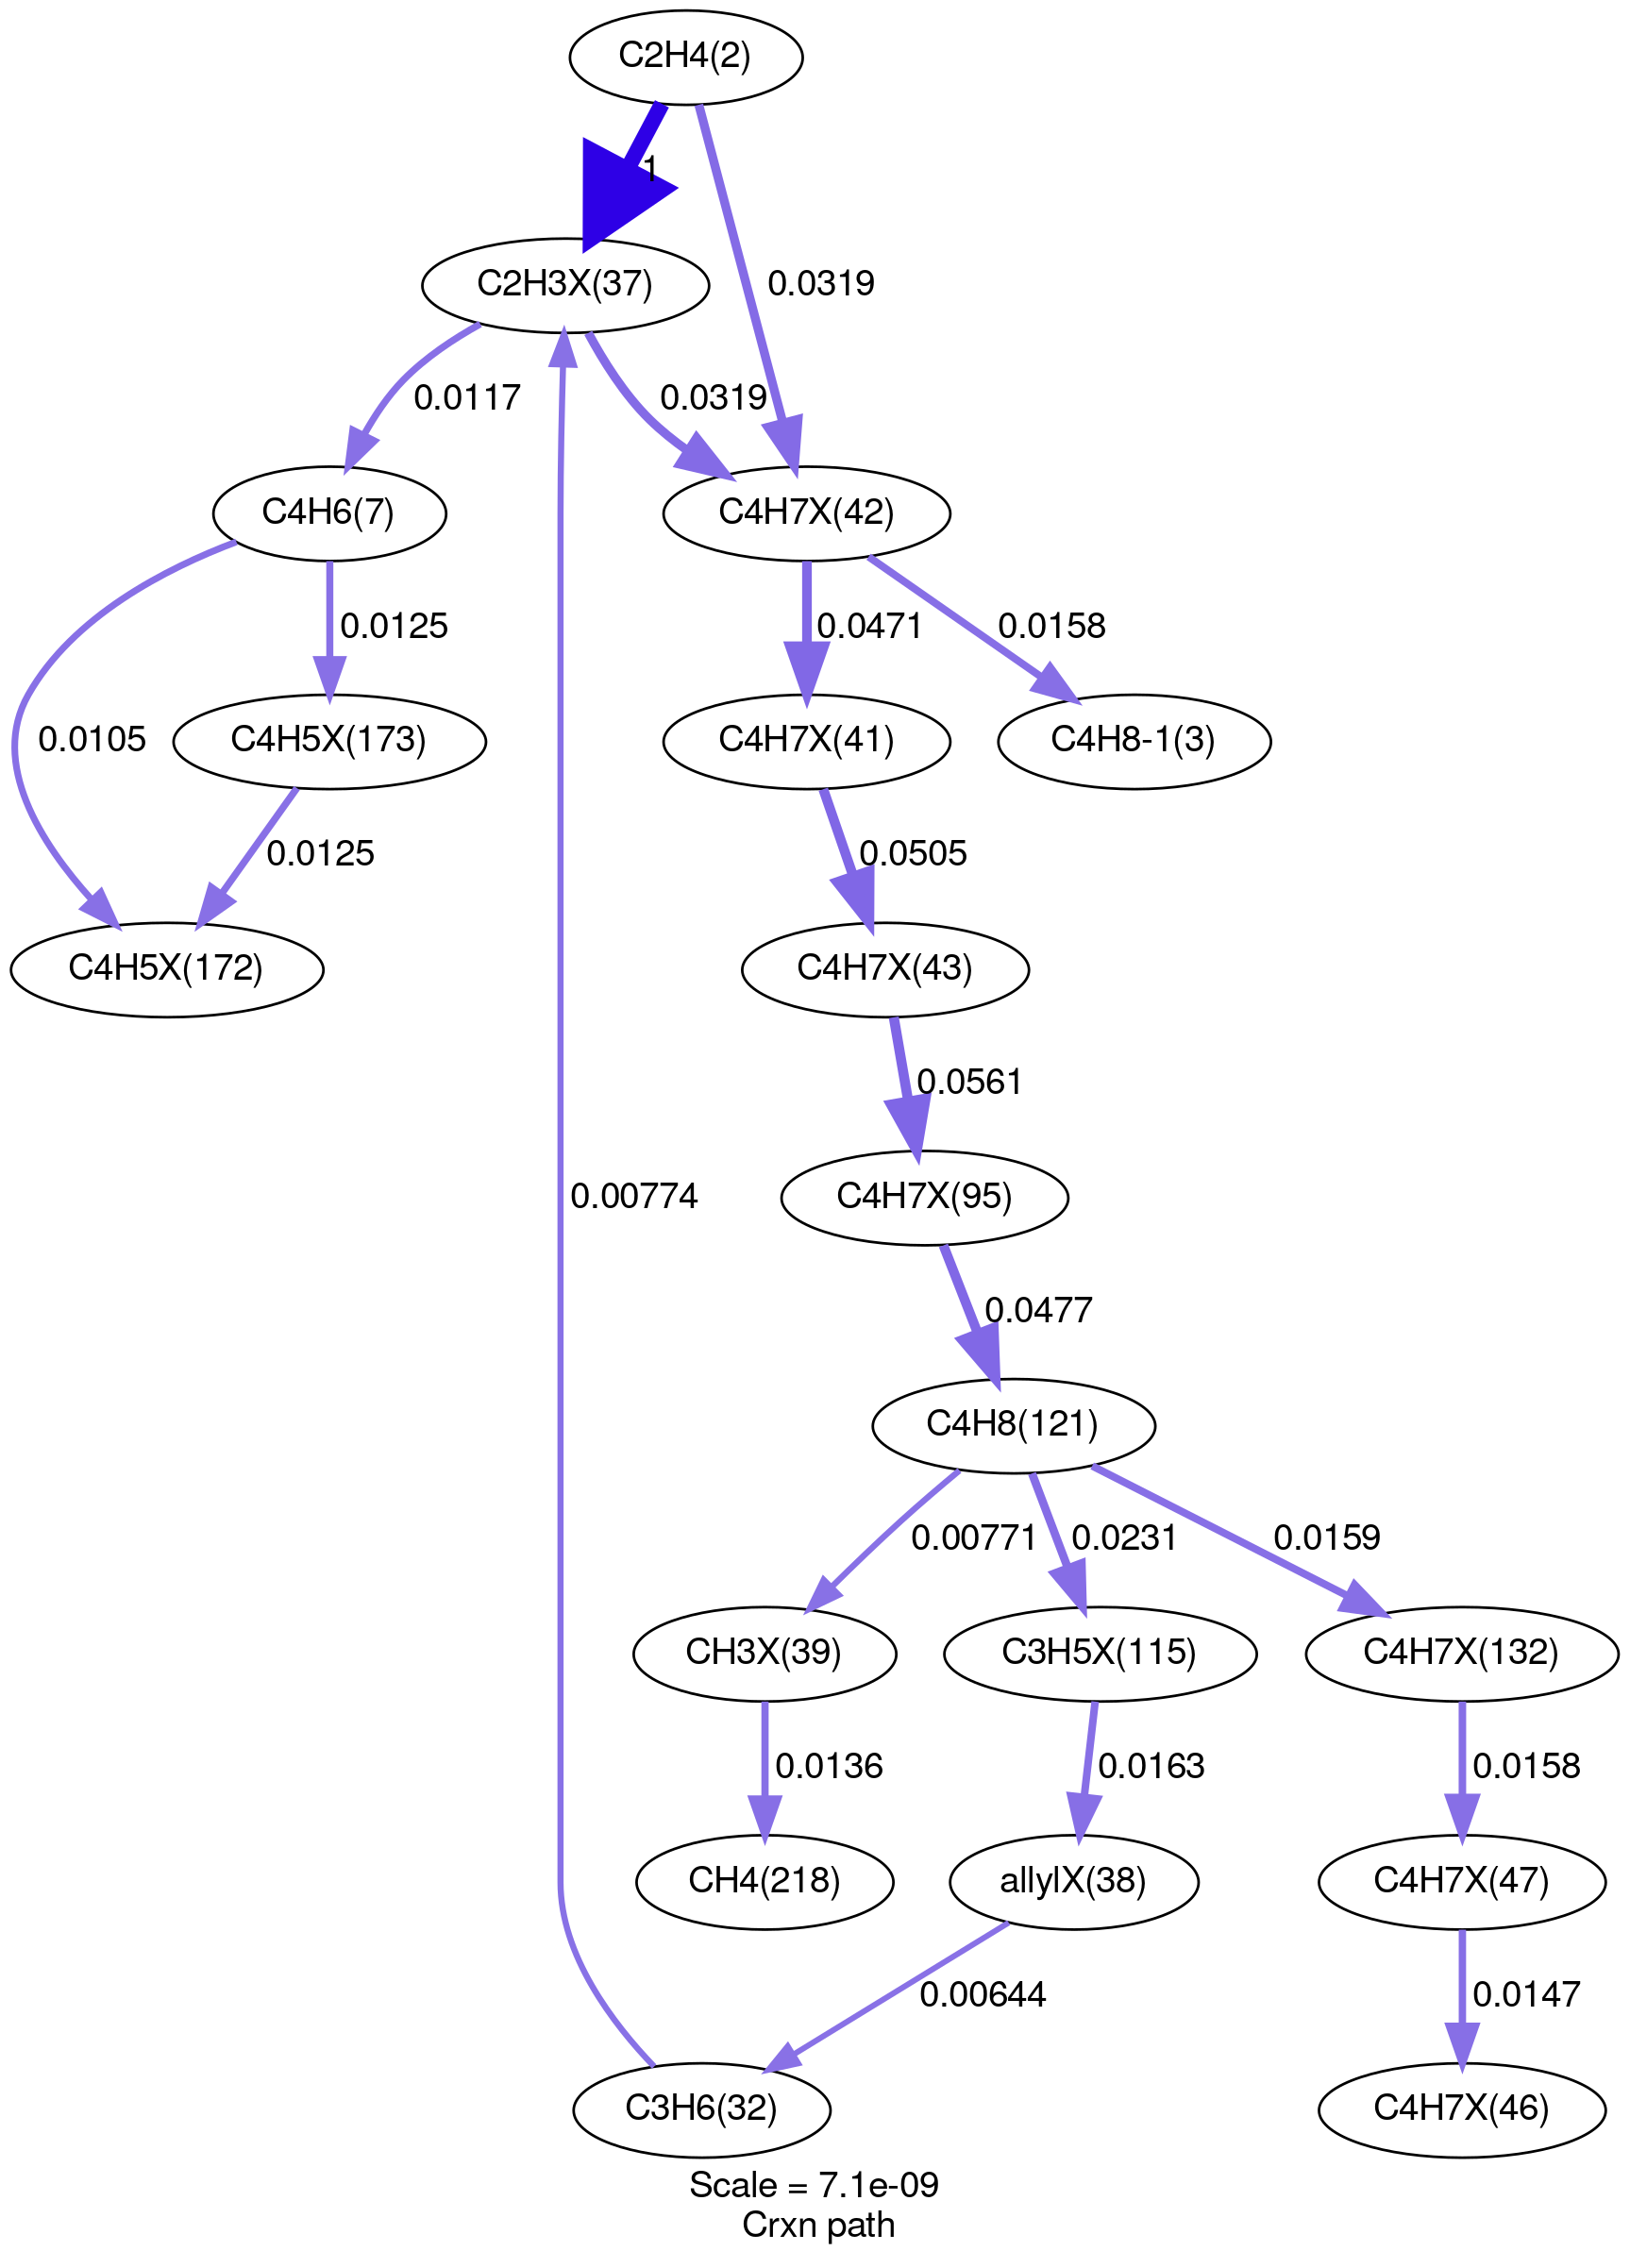 C2H4(2)
1
C2H3X(37)
0.0319
0.0117
0.0319
C4H6(7)
C4H7X(42)
0.0125
0.0471
0.0158
0.0105
C4H5X(173)
C4H7X(41)
C4H8-1(3)
0.0125
0.0505
C4H5X(172)
C4H7X(43)
0.0561
0.00774
C4H7X(95)
0.0477
C4H8(121)
0.00771
0.0231
0.0159
CH3X(39)
C3H5X(115)
C4H7X(132)
0.0136
0.0163
0.0158
CH4(218)
allylX(38)
C4H7X(47)
0.00644
0.0147
C3H6(32)
C4H7X(46)
Scale = 7.1e-09
Crxn path